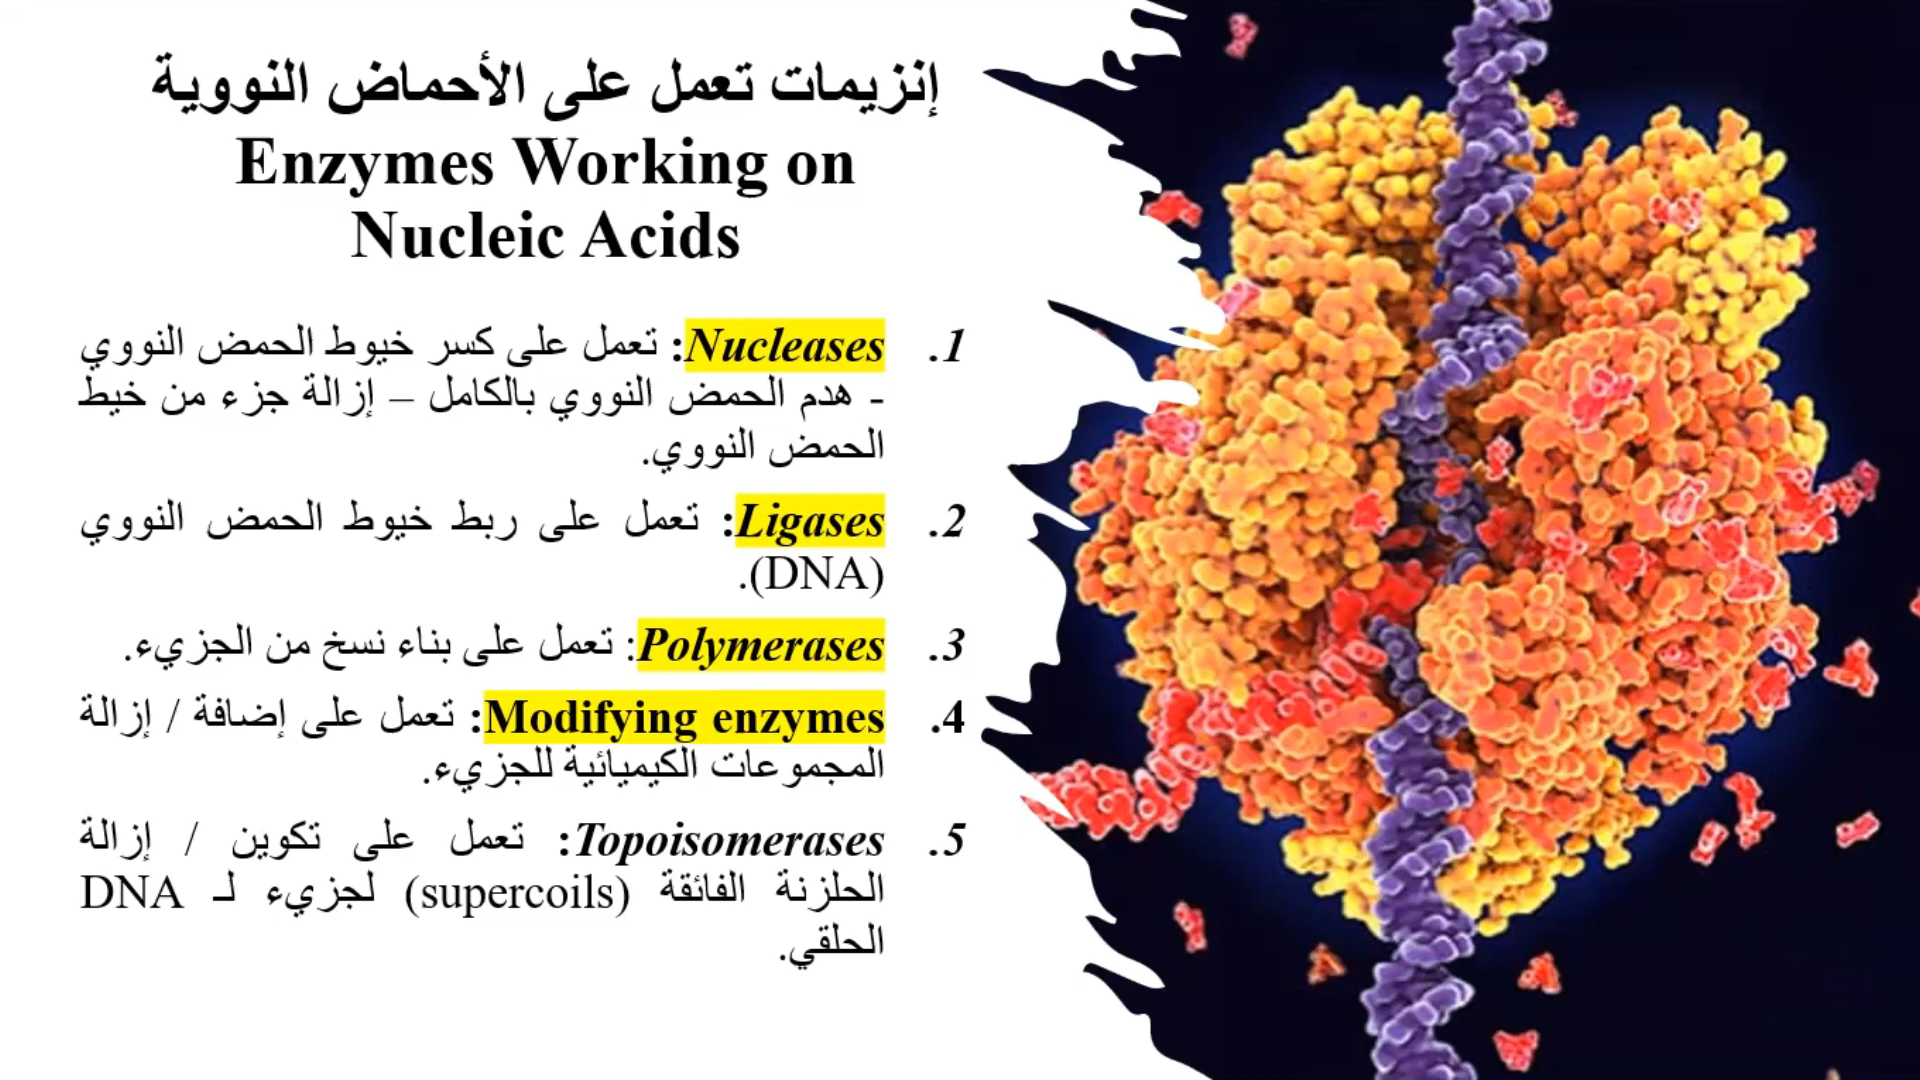 إنزيمات تعمل على الأحماض النووية
Enzymes Working on
Nucleic Acids
1. Nucleases: تعمل على كسر خيوط الحمض النووي
- هدم الحمض النووي بالكامل – إزالة جزء من خيط
الحمض النووي.
2. Ligases: تعمل على ربط خيوط الحمض النووي
(DNA).
3. Polymerases: تعمل على بناء نسخ من الجزيء.
4. Modifying enzymes: تعمل على إضافة / إزالة
المجموعات الكيميائية للجزيء.
5. Topoisomerases: تعمل على تكوين / إزالة
الحلزنة الفائقة (supercoils) لجزيء لـ DNA
الحلقي.